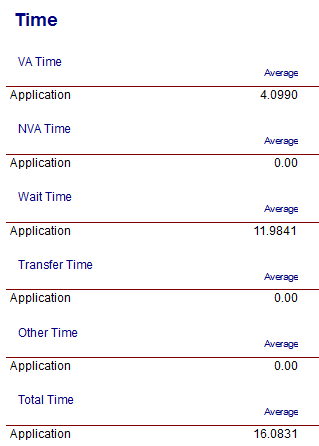 Time
VA Time
Average
Application 4.0990
NVA Time
Average
Application 0.00
Wait Time
Average
Application 11.9841
Transfer Time
Average
Application 0.00
Other Time
Average
Application 0.00
Total Time
Average
Application 16.0831